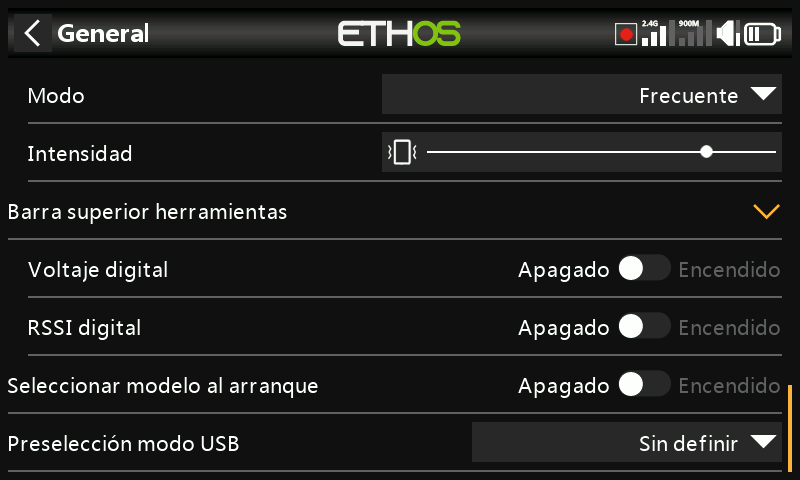 General
ETHOS
2.4G
900M
Modo
Frecuente
Intensidad
Barra superior herramientas
Voltaje digital
Apagado
Encendido
RSSI digital
Apagado
Encendido
Seleccionar modelo al arranque
Apagado
Encendido
Preselección modo USB
Sin definir